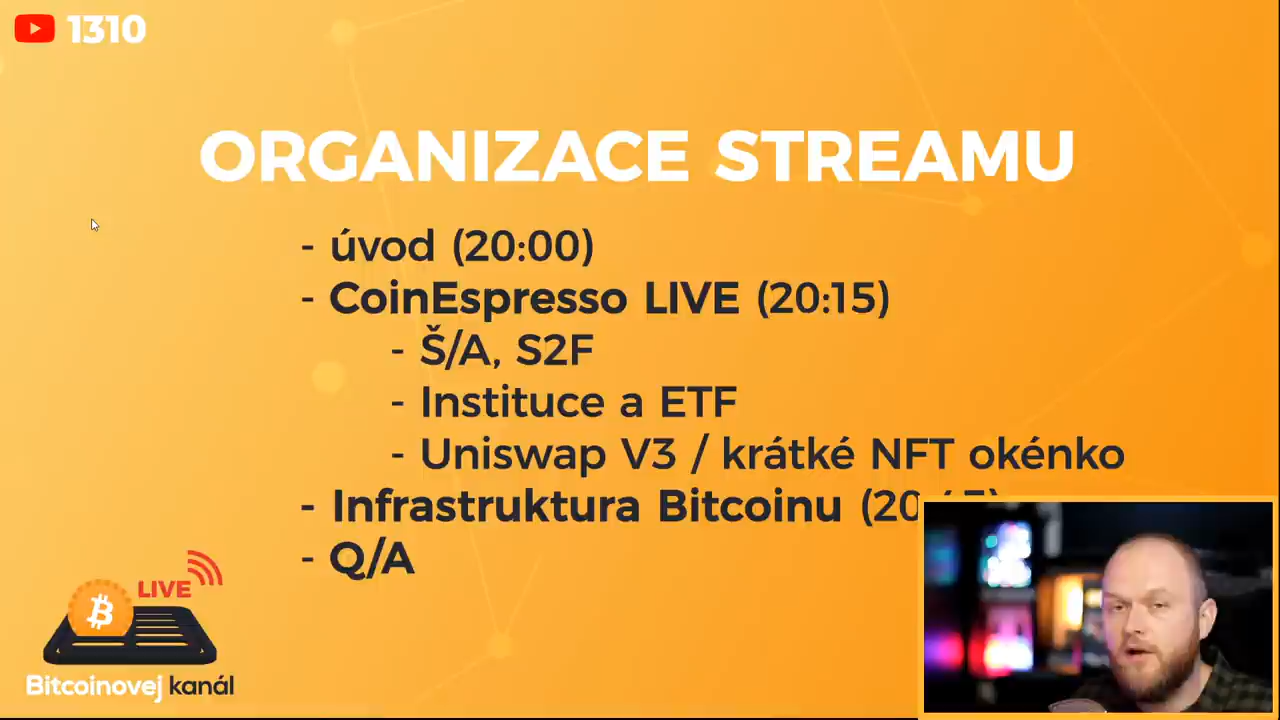 1310
ORGANIZACE STREAMU
- úvod (20:00)
- CoinEspresso LIVE (20:15)
- Š/A, S2F
- Instituce a ETF
- Uniswap V3 / krátké NFT okénko
- Infrastruktura Bitcoinu
- Q/A
LIVE
Bitcoinovej kanál